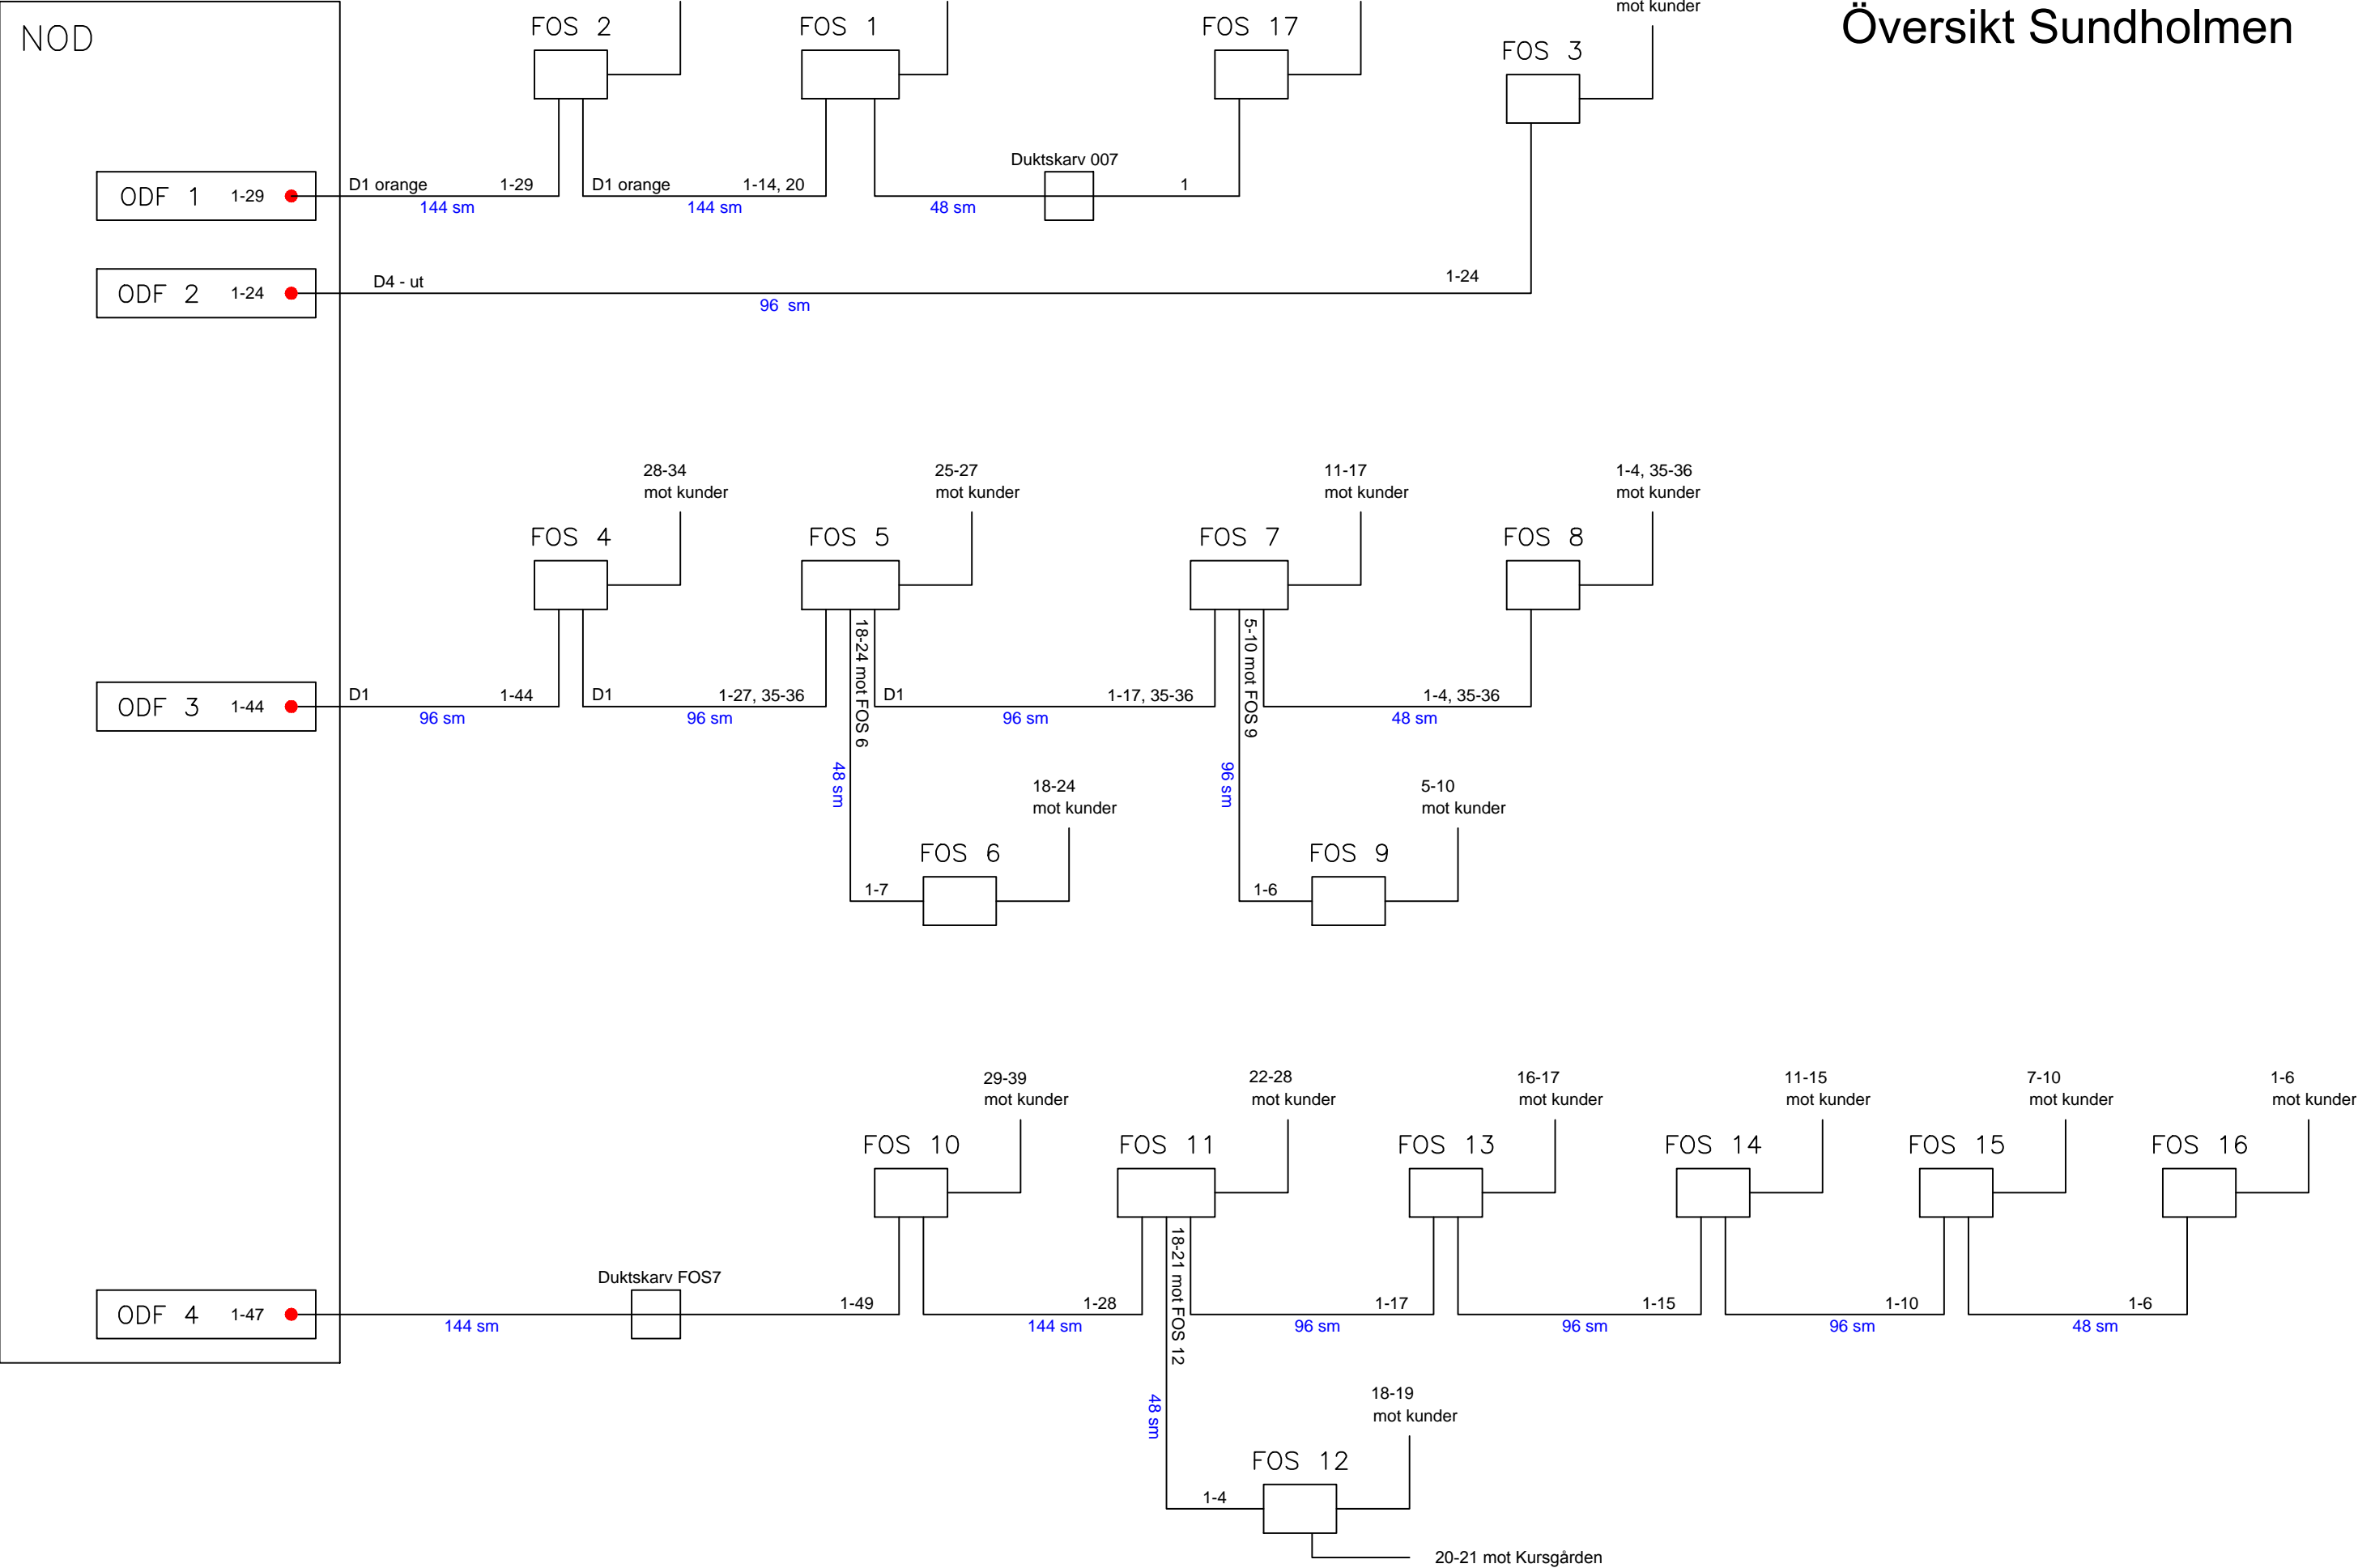 mot kunder
Översikt Sundholmen
NOD
FOS 2
FOS 1
FOS 17
FOS 3
Duktskarv 007
ODF 1 1-29
D1 orange
1-29
D1 orange
1-14, 20
1
144 sm
144 sm
48 sm
ODF 2 1-24
D4 - ut
1-24
96 sm
28-34
mot kunder
25-27
mot kunder
11-17
mot kunder
1-4, 35-36
mot kunder
FOS 4
FOS 5
FOS 7
FOS 8
18-24 mot FOS 6
5-10 mot FOS 9
ODF 3 1-44
D1
1-44
D1
1-27, 35-36
D1
1-17, 35-36
1-4, 35-36
96 sm
96 sm
96 sm
48 sm
48 sm
96 sm
18-24
mot kunder
5-10
mot kunder
FOS 6
FOS 9
1-7
1-6
29-39
mot kunder
22-28
mot kunder
16-17
mot kunder
11-15
mot kunder
7-10
mot kunder
1-6
mot kunder
FOS 10
FOS 11
FOS 13
FOS 14
FOS 15
FOS 16
18-21 mot FOS 12
Duktskarv FOS7
ODF 4 1-47
1-49
1-28
1-17
1-15
1-10
1-6
144 sm
144 sm
96 sm
96 sm
96 sm
48 sm
48 sm
18-19
mot kunder
FOS 12
1-4
20-21 mot Kursgården